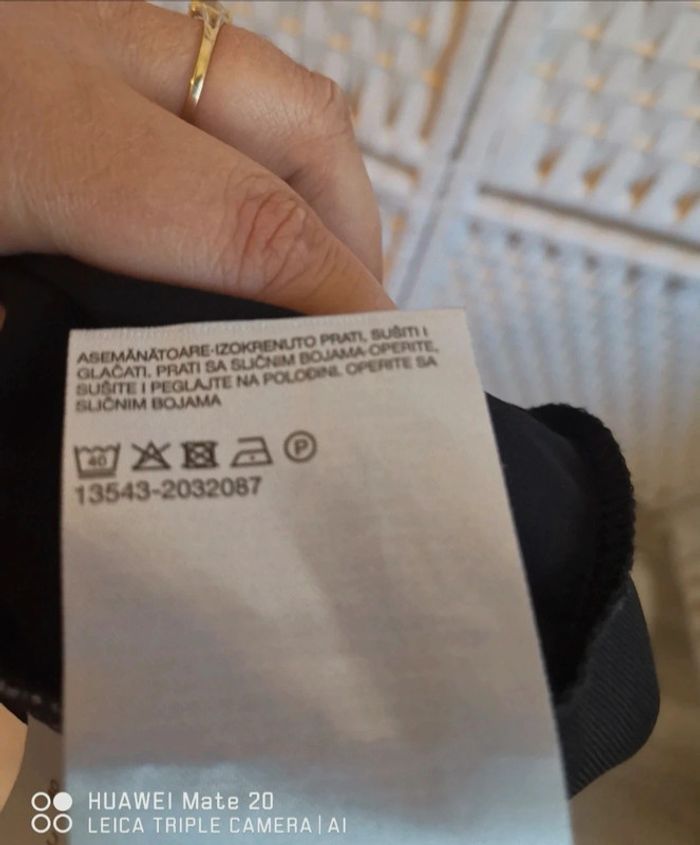 ASEMĂNĂTOARE-IZOKRENUTO PRATI, SUŠITI I
GLAČATI. PRATI SA SLIČNIM BOJAMA-OPERITE,
SUŠITE I PEGLAJTE NA POLOĐINI. OPERITE SA
SLIČNIM BOJAMA
40 P
13543-2032087
HUAWEI Mate 20
LEICA TRIPLE CAMERA | AI